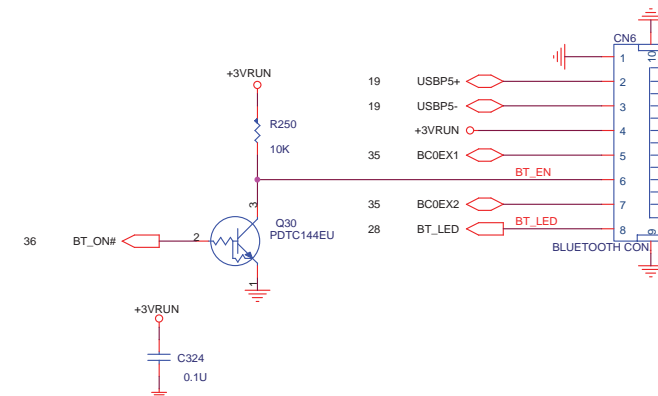 CN6
10
1
+3VRUN
19 USBP5+ 2
R250
19 USBP5- 3
10K
+3VRUN 4
35 BC0EX1 5
BT_EN
6
3
35 BC0EX2 7
Q30
BT_LED
PDTC144EU
28 BT_LED 8
9
36 BT_ON# 2
BLUETOOTH CON.
1
+3VRUN
C324
0.1U